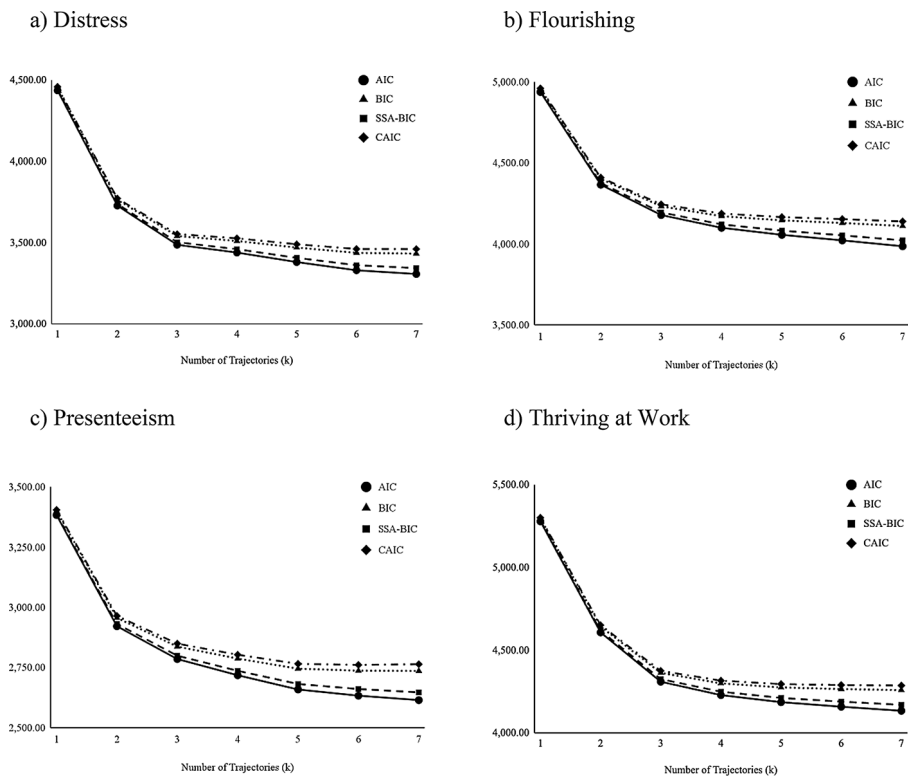 a) Distress
4,500.00
4,000.00
3,500.00
3,000.00
AIC
BIC
SSA-BIC
CAIC
1 2 3 4 5 6 7
Number of Trajectories (k)
b) Flourishing
5,000.00
4,500.00
4,000.00
3,500.00
AIC
BIC
SSA-BIC
CAIC
1 2 3 4 5 6 7
Number of Trajectories (k)
c) Presenteeism
3,500.00
3,250.00
3,000.00
2,750.00
2,500.00
AIC
BIC
SSA-BIC
CAIC
1 2 3 4 5 6 7
Number of Trajectories (k)
d) Thriving at Work
5,500.00
5,000.00
4,500.00
4,000.00
AIC
BIC
SSA-BIC
CAIC
1 2 3 4 5 6 7
Number of Trajectories (k)